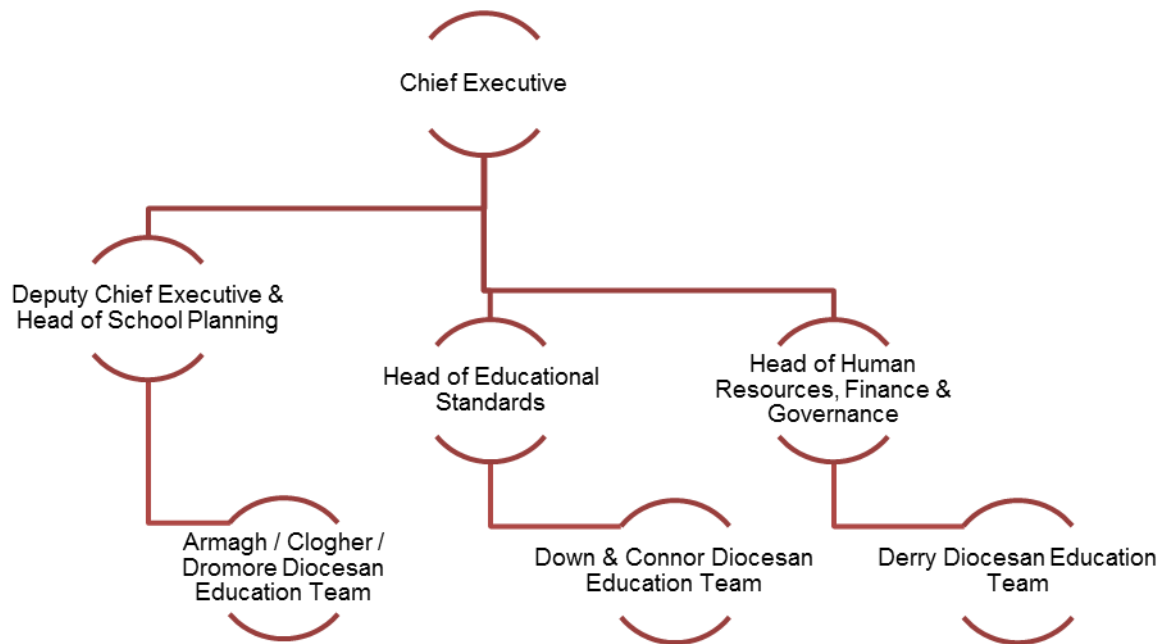 Chief Executive
Deputy Chief Executive &
Head of School Planning
Head of Educational
Standards
Head of Human
Resources, Finance &
Governance
Armagh / Clogher /
Dromore Diocesan
Education Team
Down & Connor Diocesan
Education Team
Derry Diocesan Education
Team